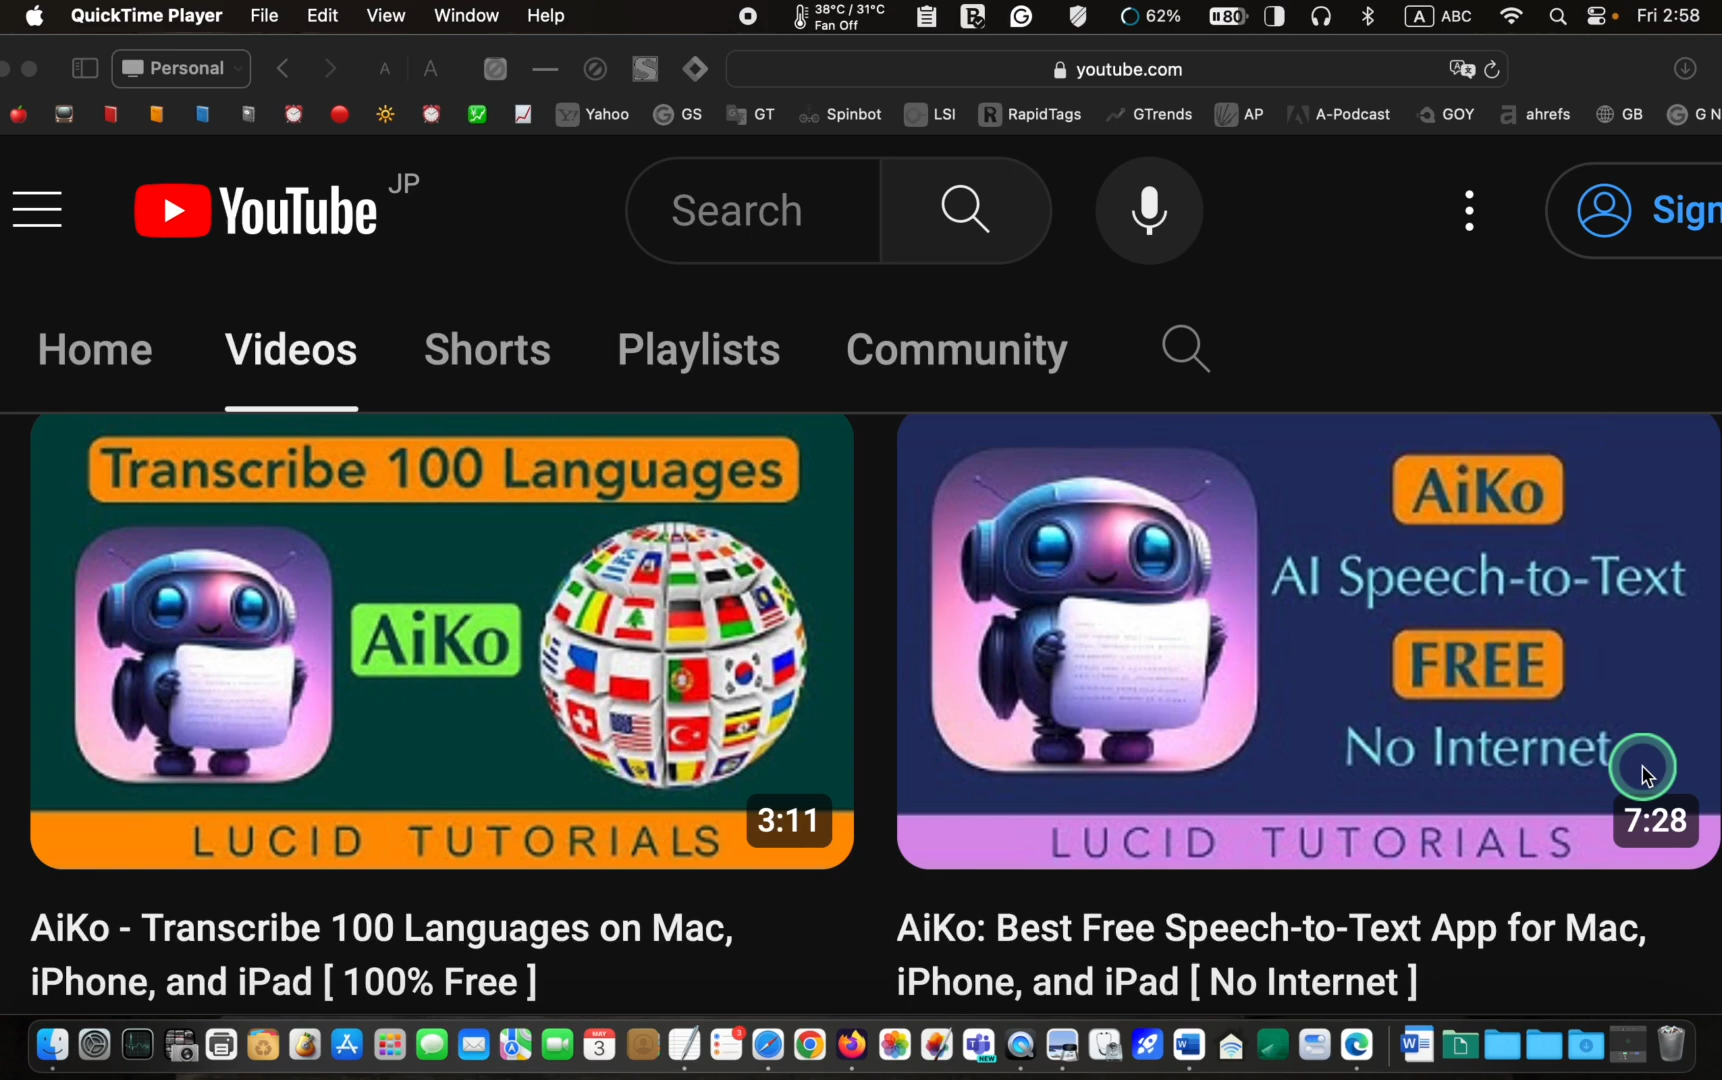 QuickTime Player File Edit View Window Help 38°C / 31°C Fan Off 62% 80 A ABC Fri 2:58
Personal A A youtube.com
Yahoo GS GT Spinbot LSI R RapidTags GTrends AP A-Podcast GOY ahrefs GB G N
YouTube JP Search Sign
Home Videos Shorts Playlists Community
Transcribe 100 Languages
AiKo
3:11
LUCID TUTORIALS
AiKo
AI Speech-to-Text
FREE
No Internet
7:28
LUCID TUTORIALS
AiKo - Transcribe 100 Languages on Mac,
iPhone, and iPad [ 100% Free ]
AiKo: Best Free Speech-to-Text App for Mac,
iPhone, and iPad [ No Internet ]
MAY
3
3
NEW